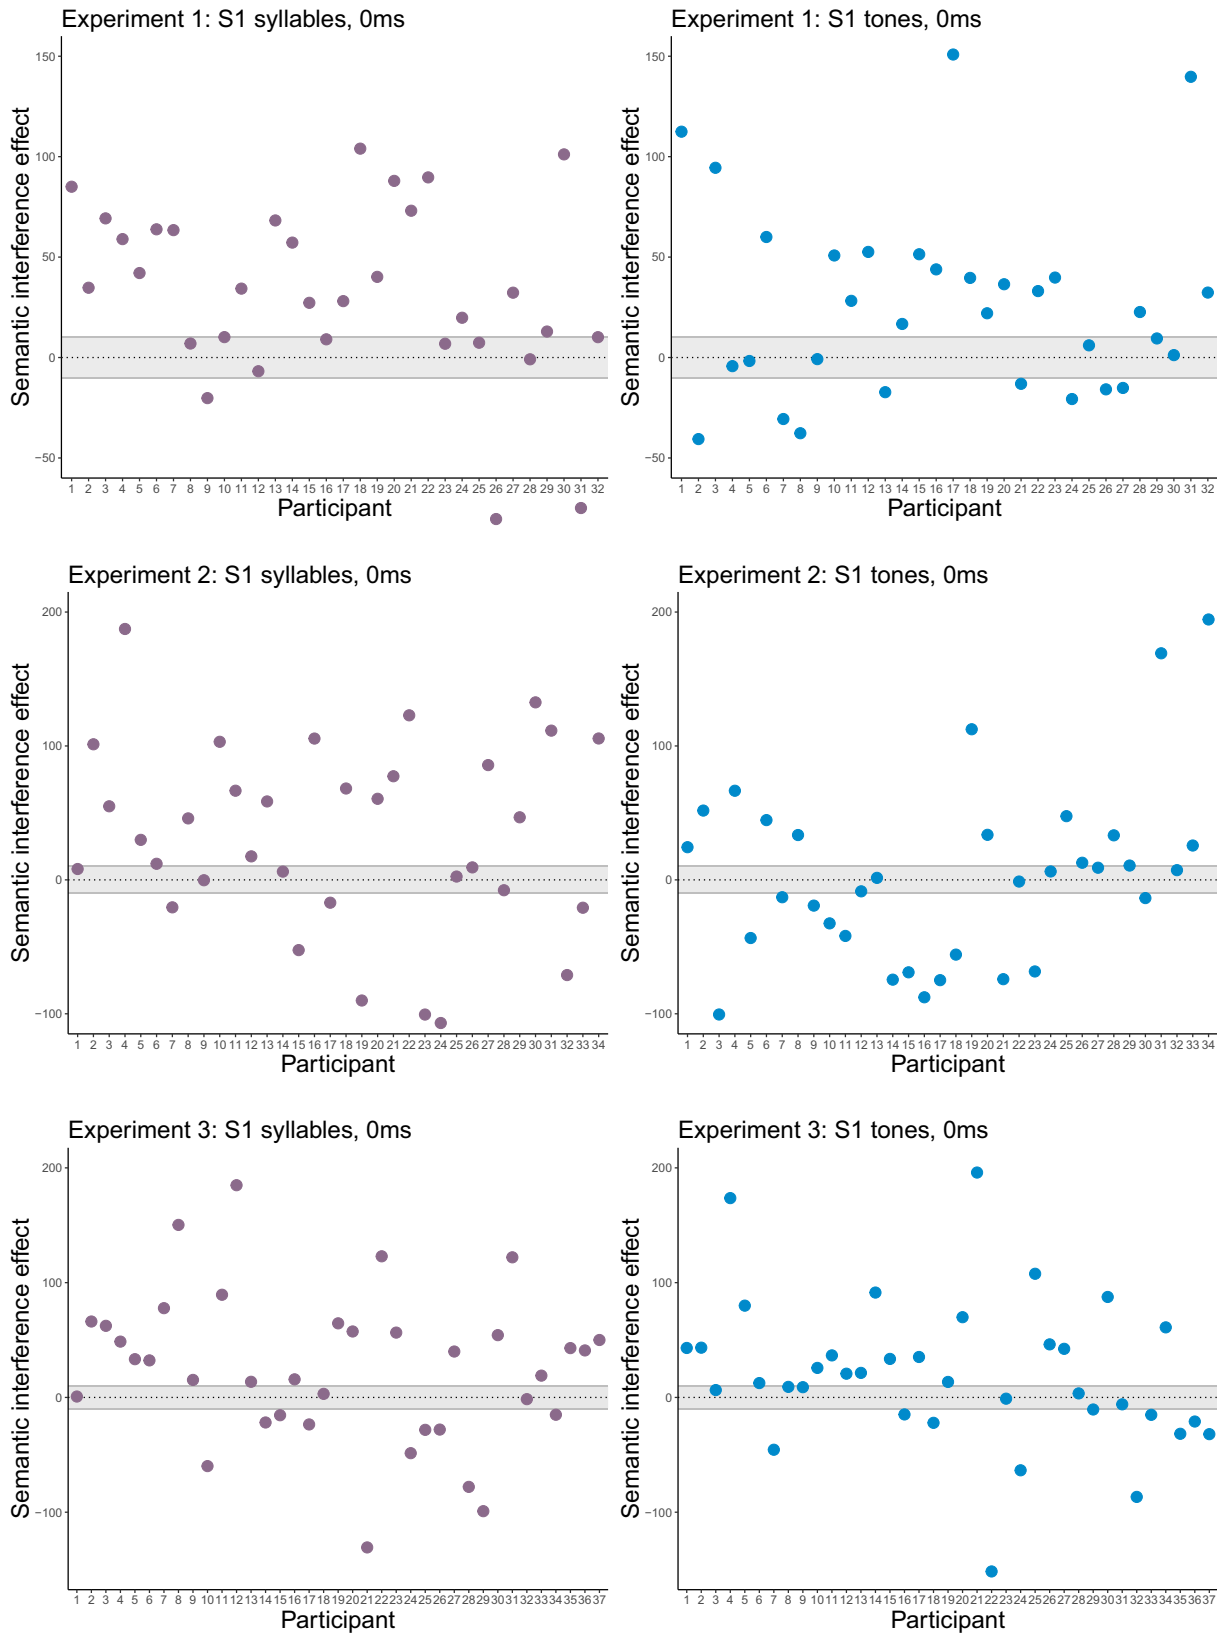 Experiment 1: S1 syllables, 0ms
Semantic interference effect
150
100
50
0
−50
1 2 3 4 5 6 7 8 9 10 11 12 13 14 15 16 17 18 19 20 21 22 23 24 25 26 27 28 29 30 31 32
Participant
Experiment 1: S1 tones, 0ms
Semantic interference effect
150
100
50
0
−50
1 2 3 4 5 6 7 8 9 10 11 12 13 14 15 16 17 18 19 20 21 22 23 24 25 26 27 28 29 30 31 32
Participant
Experiment 2: S1 syllables, 0ms
Semantic interference effect
200
100
0
−100
1 2 3 4 5 6 7 8 9 10 11 12 13 14 15 16 17 18 19 20 21 22 23 24 25 26 27 28 29 30 31 32 33 34
Participant
Experiment 2: S1 tones, 0ms
Semantic interference effect
200
100
0
−100
1 2 3 4 5 6 7 8 9 10 11 12 13 14 15 16 17 18 19 20 21 22 23 24 25 26 27 28 29 30 31 32 33 34
Participant
Experiment 3: S1 syllables, 0ms
Semantic interference effect
200
100
0
−100
1 2 3 4 5 6 7 8 9 10 11 12 13 14 15 16 17 18 19 20 21 22 23 24 25 26 27 28 29 30 31 32 33 34 35 36 37
Participant
Experiment 3: S1 tones, 0ms
Semantic interference effect
200
100
0
−100
1 2 3 4 5 6 7 8 9 10 11 12 13 14 15 16 17 18 19 20 21 22 23 24 25 26 27 28 29 30 31 32 33 34 35 36 37
Participant